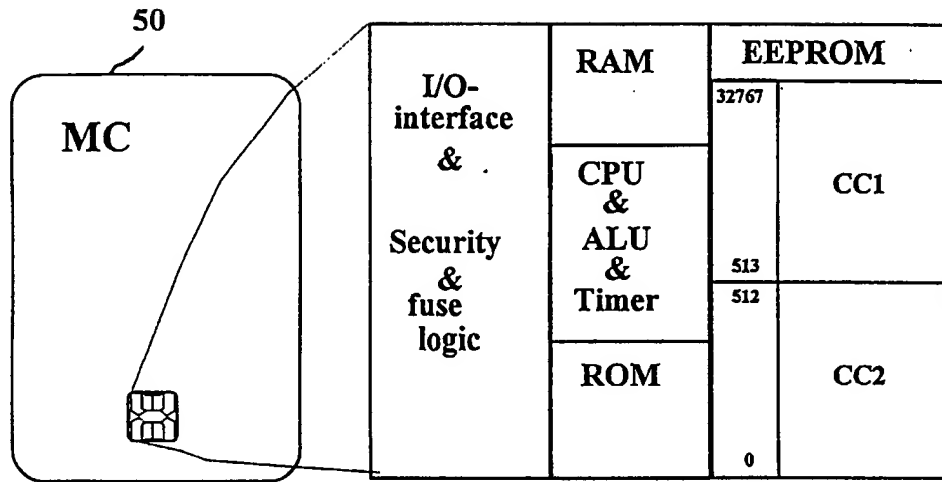 50
MC
I/O-
interface
&
Security
&
fuse
logic
RAM
CPU
&
ALU
&
Timer
ROM
EEPROM
32767
CC1
513
512
CC2
0